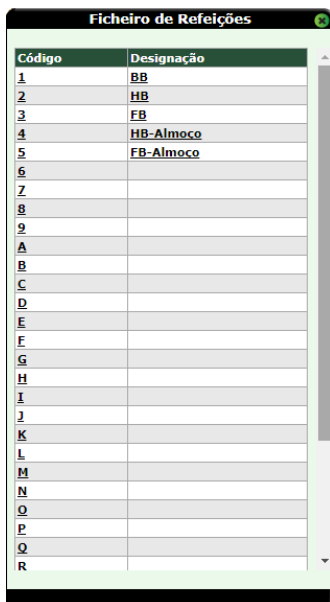 Ficheiro de Refeições
Código Designação
1 BB
2 HB
3 FB
4 HB-Almoço
5 FB-Almoço
6
7
8
9
A
B
C
D
E
F
G
H
I
J
K
L
M
N
O
P
Q
R